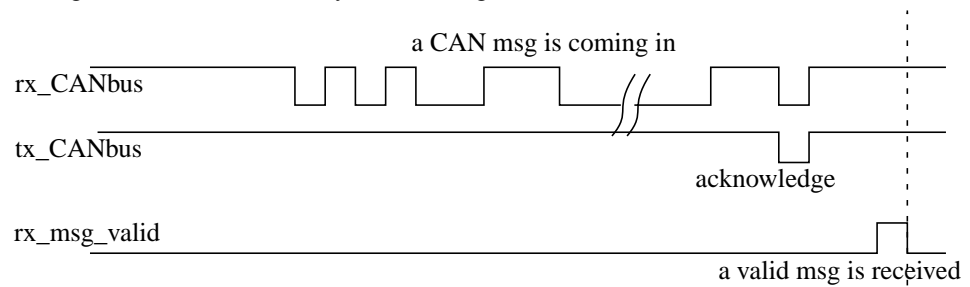 a CAN msg is coming in
rx_CANbus
tx_CANbus
acknowledge
rx_msg_valid
a valid msg is received